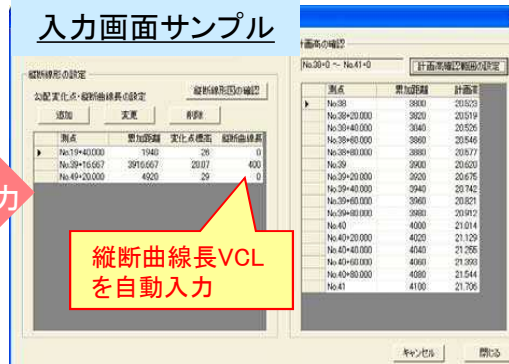 入力画面サンプル
力
縦断線形の設定
勾配変化点・縦断曲線長の設定
縦断線形図の確認
追加 変更 削除
測点 累加距離 変化点標高 縦断曲線長
No.19+40.000 1940 26 0
No.39+16.667 3916.667 20.07 400
No.49+20.000 4920 29 0
縦断曲線長VCL
を自動入力
計画高の確認
No.38+0 ~ No.41+0 計画高確認範囲の設定
測点 累加距離 計画高
No.38 3800 20.523
No.38+20.000 3820 20.519
No.38+40.000 3840 20.526
No.38+60.000 3860 20.546
No.38+80.000 3880 20.577
No.39 3900 20.620
No.39+20.000 3920 20.675
No.39+40.000 3940 20.742
No.39+60.000 3960 20.821
No.39+80.000 3980 20.912
No.40 4000 21.014
No.40+20.000 4020 21.129
No.40+40.000 4040 21.255
No.40+60.000 4060 21.393
No.40+80.000 4080 21.544
No.41 4100 21.706
キャンセル 閉じる